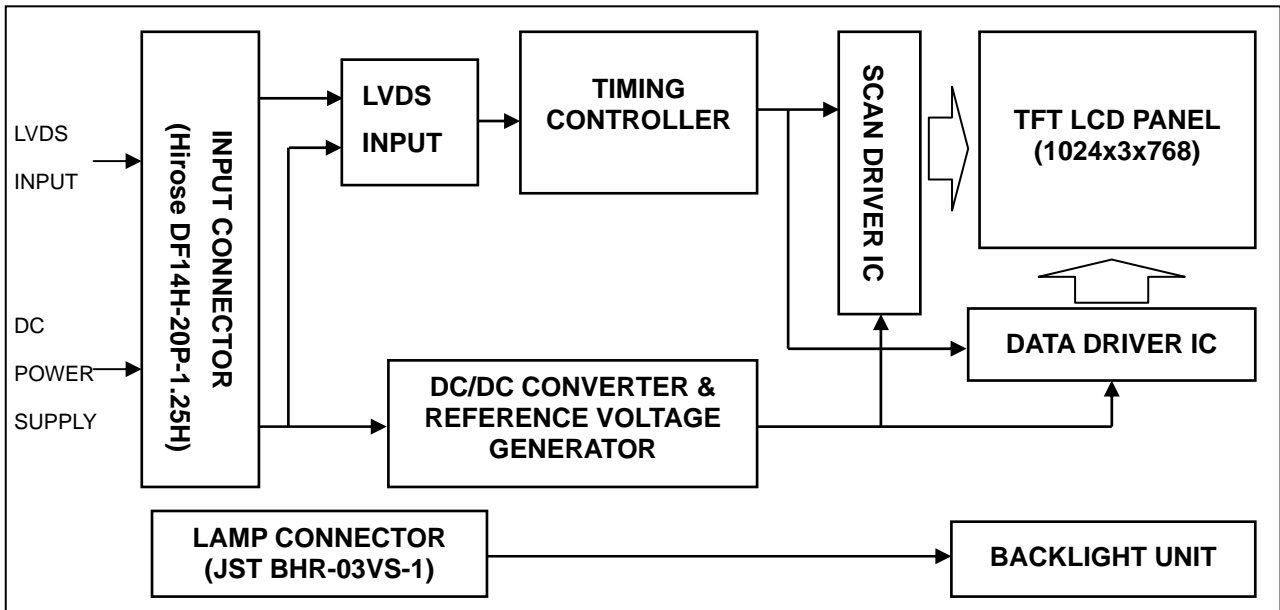 LVDS
INPUT
DC
POWER
SUPPLY
INPUT CONNECTOR
(Hirose DF14H-20P-1.25H)
LVDS
INPUT
TIMING
CONTROLLER
SCAN DRIVER IC
TFT LCD PANEL
(1024x3x768)
DATA DRIVER IC
DC/DC CONVERTER &
REFERENCE VOLTAGE
GENERATOR
LAMP CONNECTOR
(JST BHR-03VS-1)
BACKLIGHT UNIT